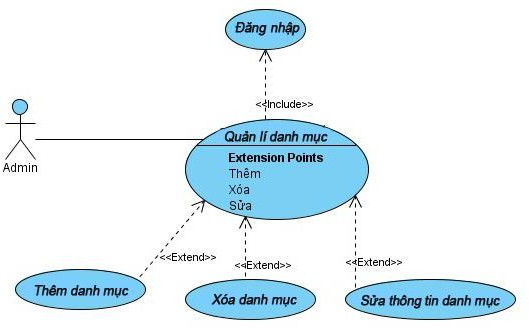 Đăng nhập
<<Include>>
Quản lí danh mục
Extension Points
Thêm
Xóa
Sửa
Admin
<<Extend>>
<<Extend>>
<<Extend>>
Thêm danh mục
Xóa danh mục
Sửa thông tin danh mục